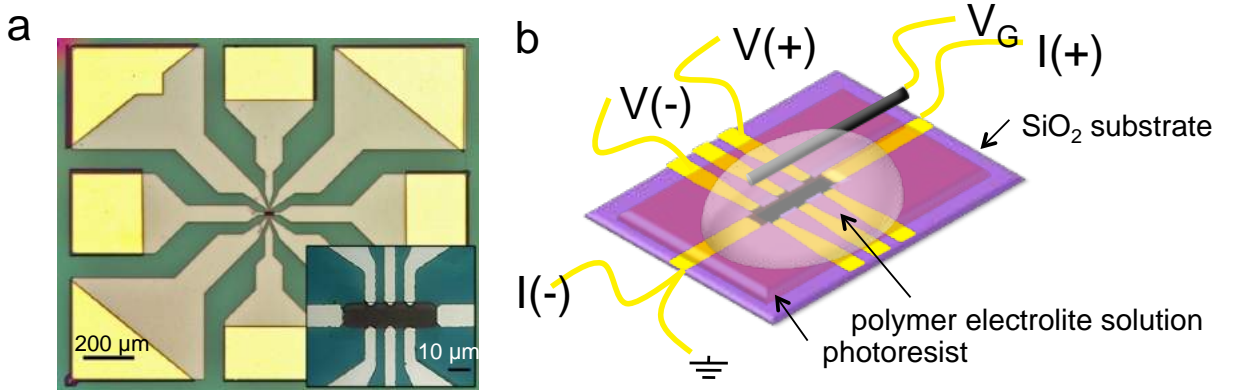 a
200 µm
10 µm
b
V(+)
V(-)
V_G
I(+)
SiO₂ substrate
I(-)
polymer electrolite solution
photoresist